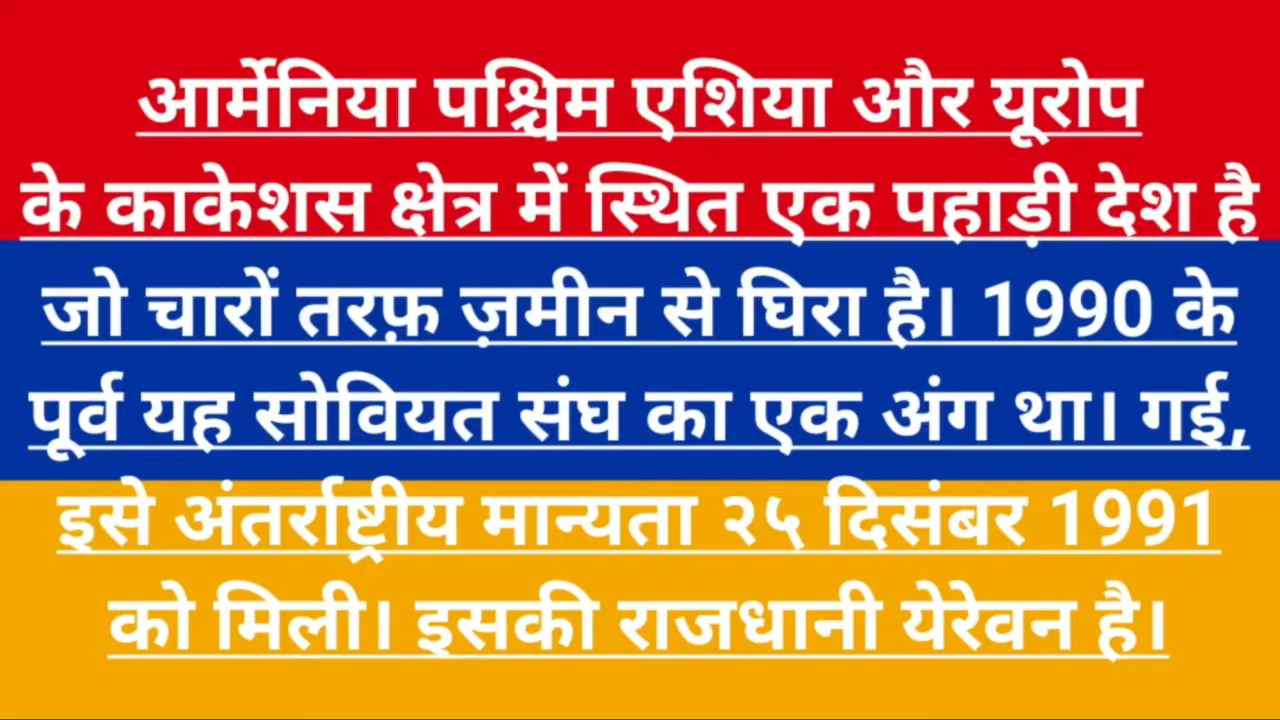 आर्मेनिया पश्चिम एशिया और यूरोप
के काकेशस क्षेत्र में स्थित एक पहाड़ी देश है
जो चारों तरफ़ ज़मीन से घिरा है। 1990 के
पूर्व यह सोवियत संघ का एक अंग था। गई,
इसे अंतर्राष्ट्रीय मान्यता २५ दिसंबर 1991
को मिली। इसकी राजधानी येरेवन है।